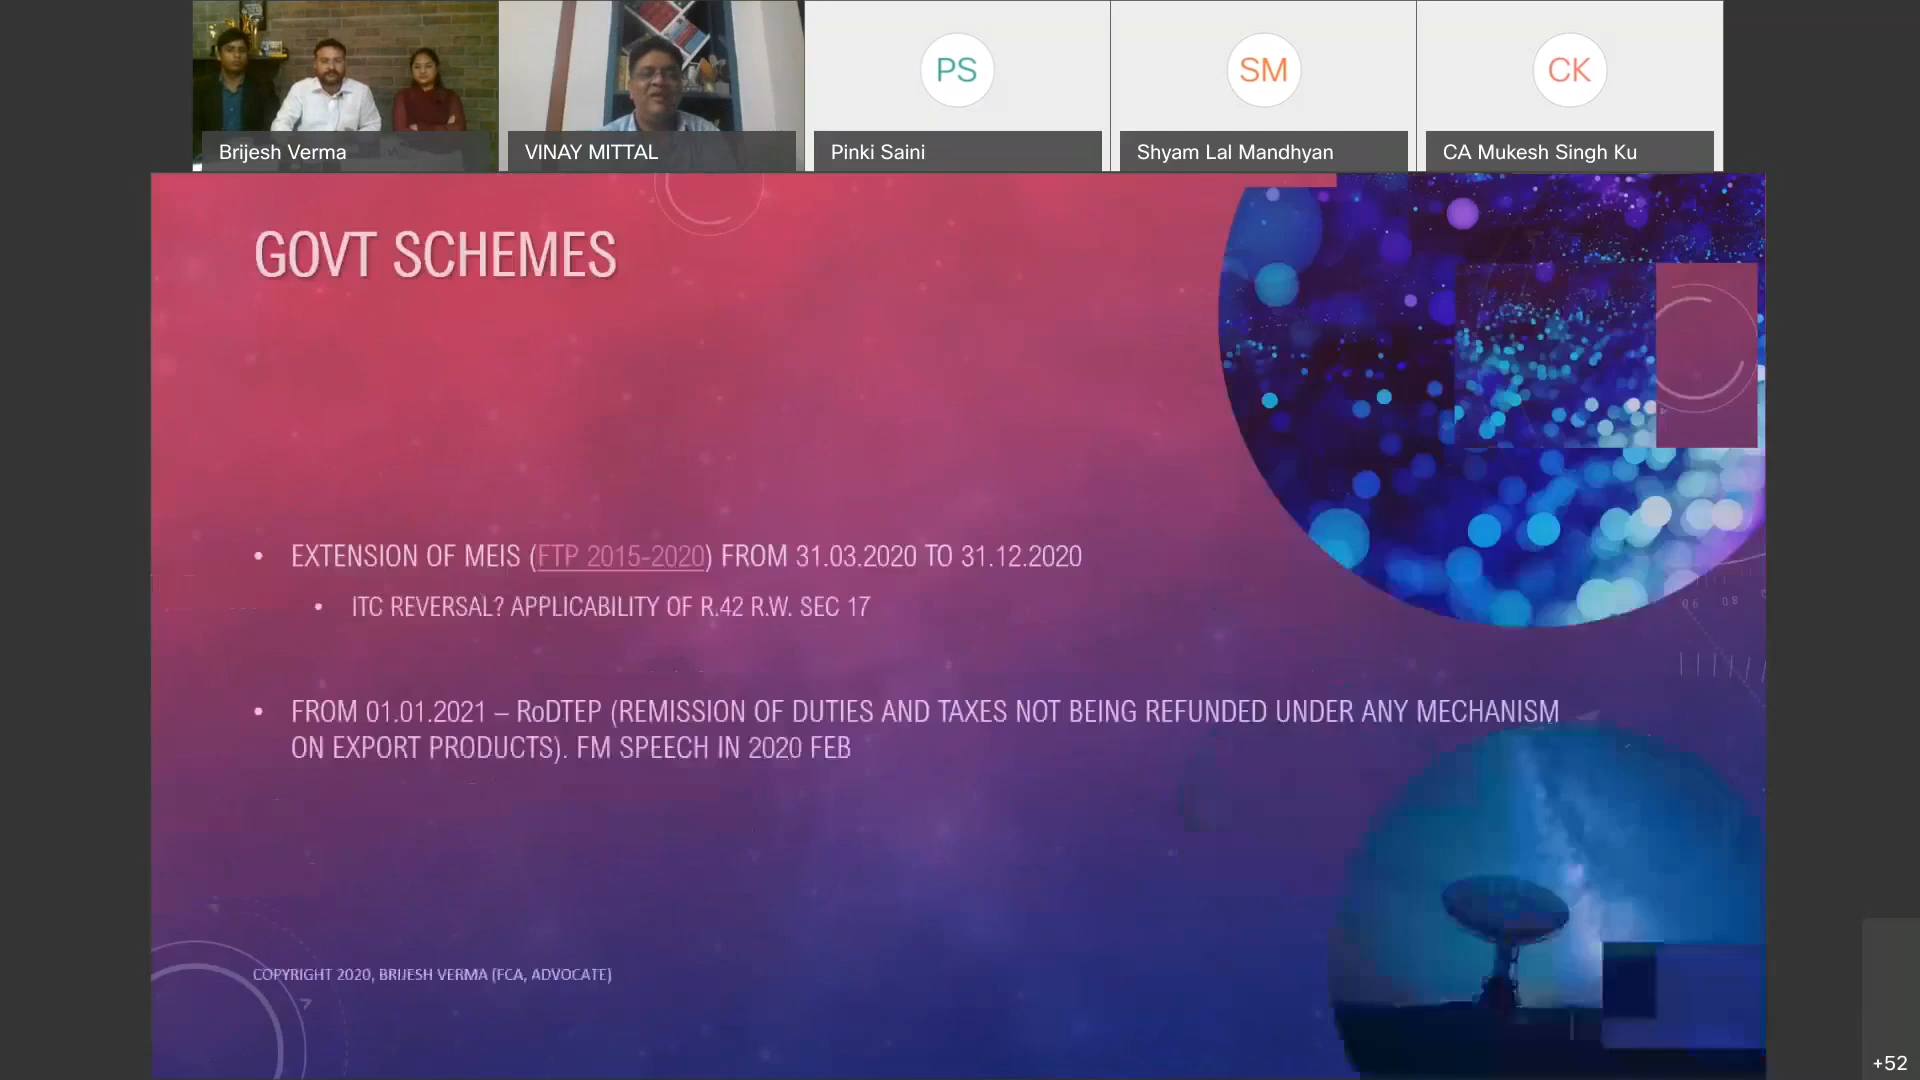 PS
SM
CK
Brijesh Verma
VINAY MITTAL
Pinki Saini
Shyam Lal Mandhyan
CA Mukesh Singh Ku
GOVT SCHEMES
• EXTENSION OF MEIS (FTP 2015-2020) FROM 31.03.2020 TO 31.12.2020
• ITC REVERSAL? APPLICABILITY OF R.42 R.W. SEC 17
• FROM 01.01.2021 – RoDTEP (REMISSION OF DUTIES AND TAXES NOT BEING REFUNDED UNDER ANY MECHANISM
ON EXPORT PRODUCTS). FM SPEECH IN 2020 FEB
COPYRIGHT 2020, BRIJESH VERMA (FCA, ADVOCATE)
+52